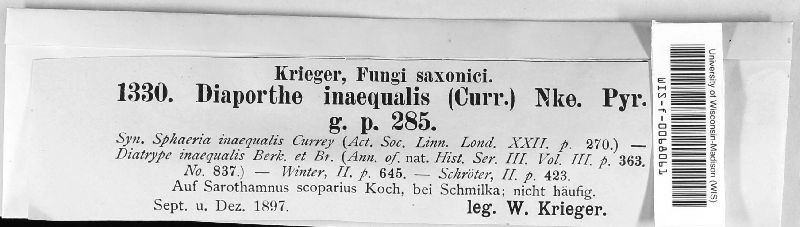 Krieger, Fungi saxonici.
1330. Diaporthe inaequalis (Curr.) Nke. Pyr.
g. p. 285.
Syn. Sphaeria inaequalis Currey (Act. Soc. Linn. Lond. XXII. p. 270.) —
Diatrype inaequalis Berk. et Br. (Ann. of. nat. Hist. Ser. III. Vol. III. p. 363.
No. 837.) — Winter, II. p. 645. — Schröter, II. p. 423.
Auf Sarothamnus scoparius Koch, bei Schmilka; nicht häufig.
Sept. u. Dez. 1897. leg. W. Krieger.
University of Wisconsin-Madison (WIS)
WIS-f-0068061